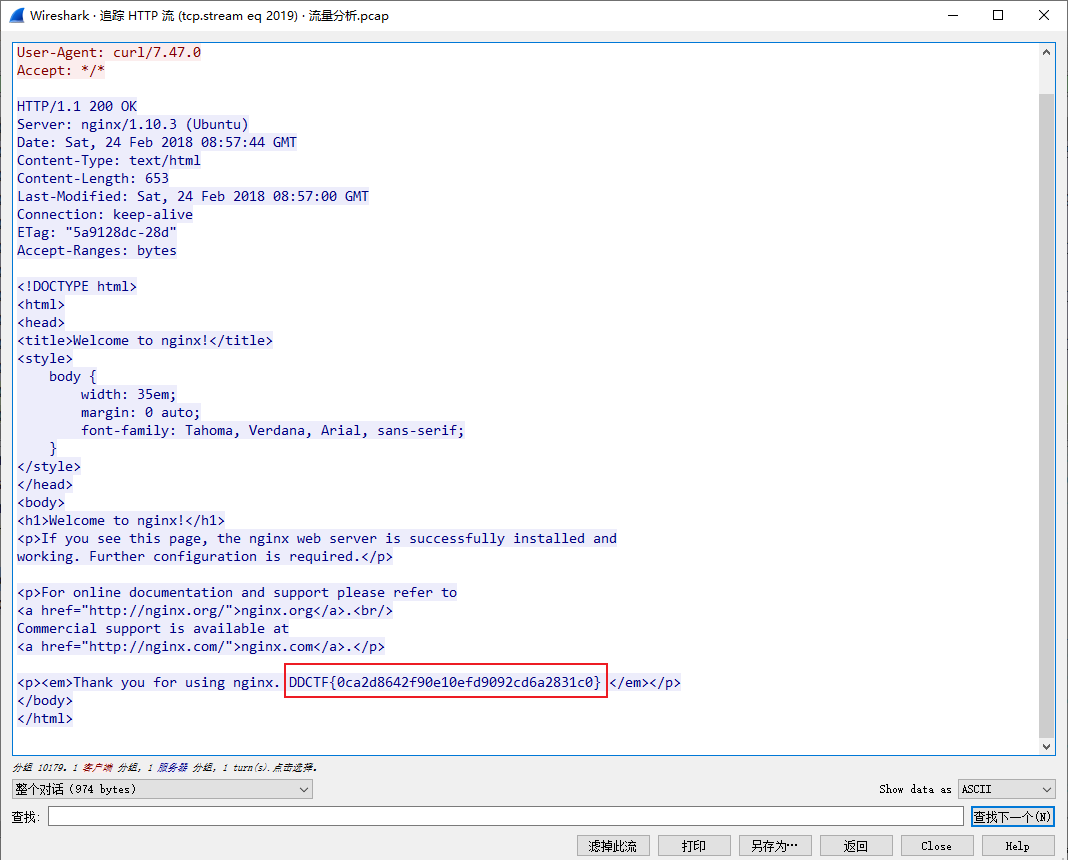 Wireshark · 追踪 HTTP 流 (tcp.stream eq 2019) · 流量分析.pcap
User-Agent: curl/7.47.0
Accept: */*
HTTP/1.1 200 OK
Server: nginx/1.10.3 (Ubuntu)
Date: Sat, 24 Feb 2018 08:57:44 GMT
Content-Type: text/html
Content-Length: 653
Last-Modified: Sat, 24 Feb 2018 08:57:00 GMT
Connection: keep-alive
ETag: "5a9128dc-28d"
Accept-Ranges: bytes
<!DOCTYPE html>
<html>
<head>
<title>Welcome to nginx!</title>
<style>
    body {
        width: 35em;
        margin: 0 auto;
        font-family: Tahoma, Verdana, Arial, sans-serif;
    }
</style>
</head>
<body>
<h1>Welcome to nginx!</h1>
<p>If you see this page, the nginx web server is successfully installed and
working. Further configuration is required.</p>
<p>For online documentation and support please refer to
<a href="http://nginx.org/">nginx.org</a>.<br/>
Commercial support is available at
<a href="http://nginx.com/">nginx.com</a>.</p>
<p><em>Thank you for using nginx. DDCTF{0ca2d8642f90e10efd9092cd6a2831c0} </em></p>
</body>
</html>
分组 10179。1 客户端 分组, 1 服务器 分组, 1 turn(s).点击选择。
整个对话 (974 bytes) Show data as ASCII
查找: 查找下一个(N)
滤掉此流 打印 另存为… 返回 Close Help